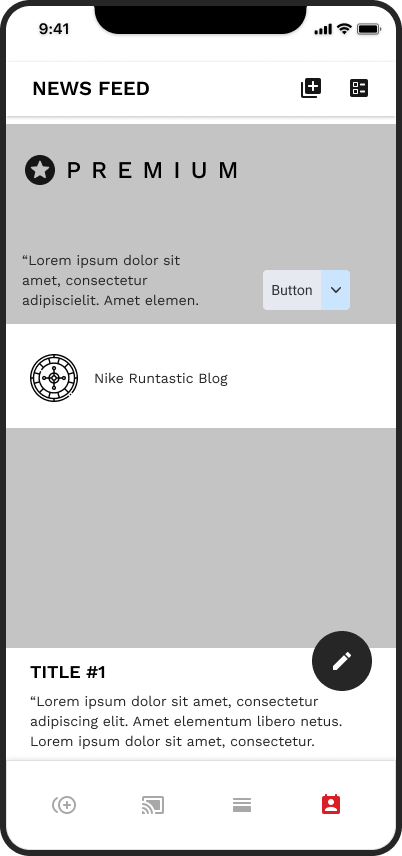 9:41
NEWS FEED
PREMIUM
“Lorem ipsum dolor sit
amet, consectetur
adipiscielit. Amet elemen.
Button
Nike Runtastic Blog
TITLE #1
“Lorem ipsum dolor sit amet, consectetur
adipiscing elit. Amet elementum libero netus.
Lorem ipsum dolor sit amet, consectetur.